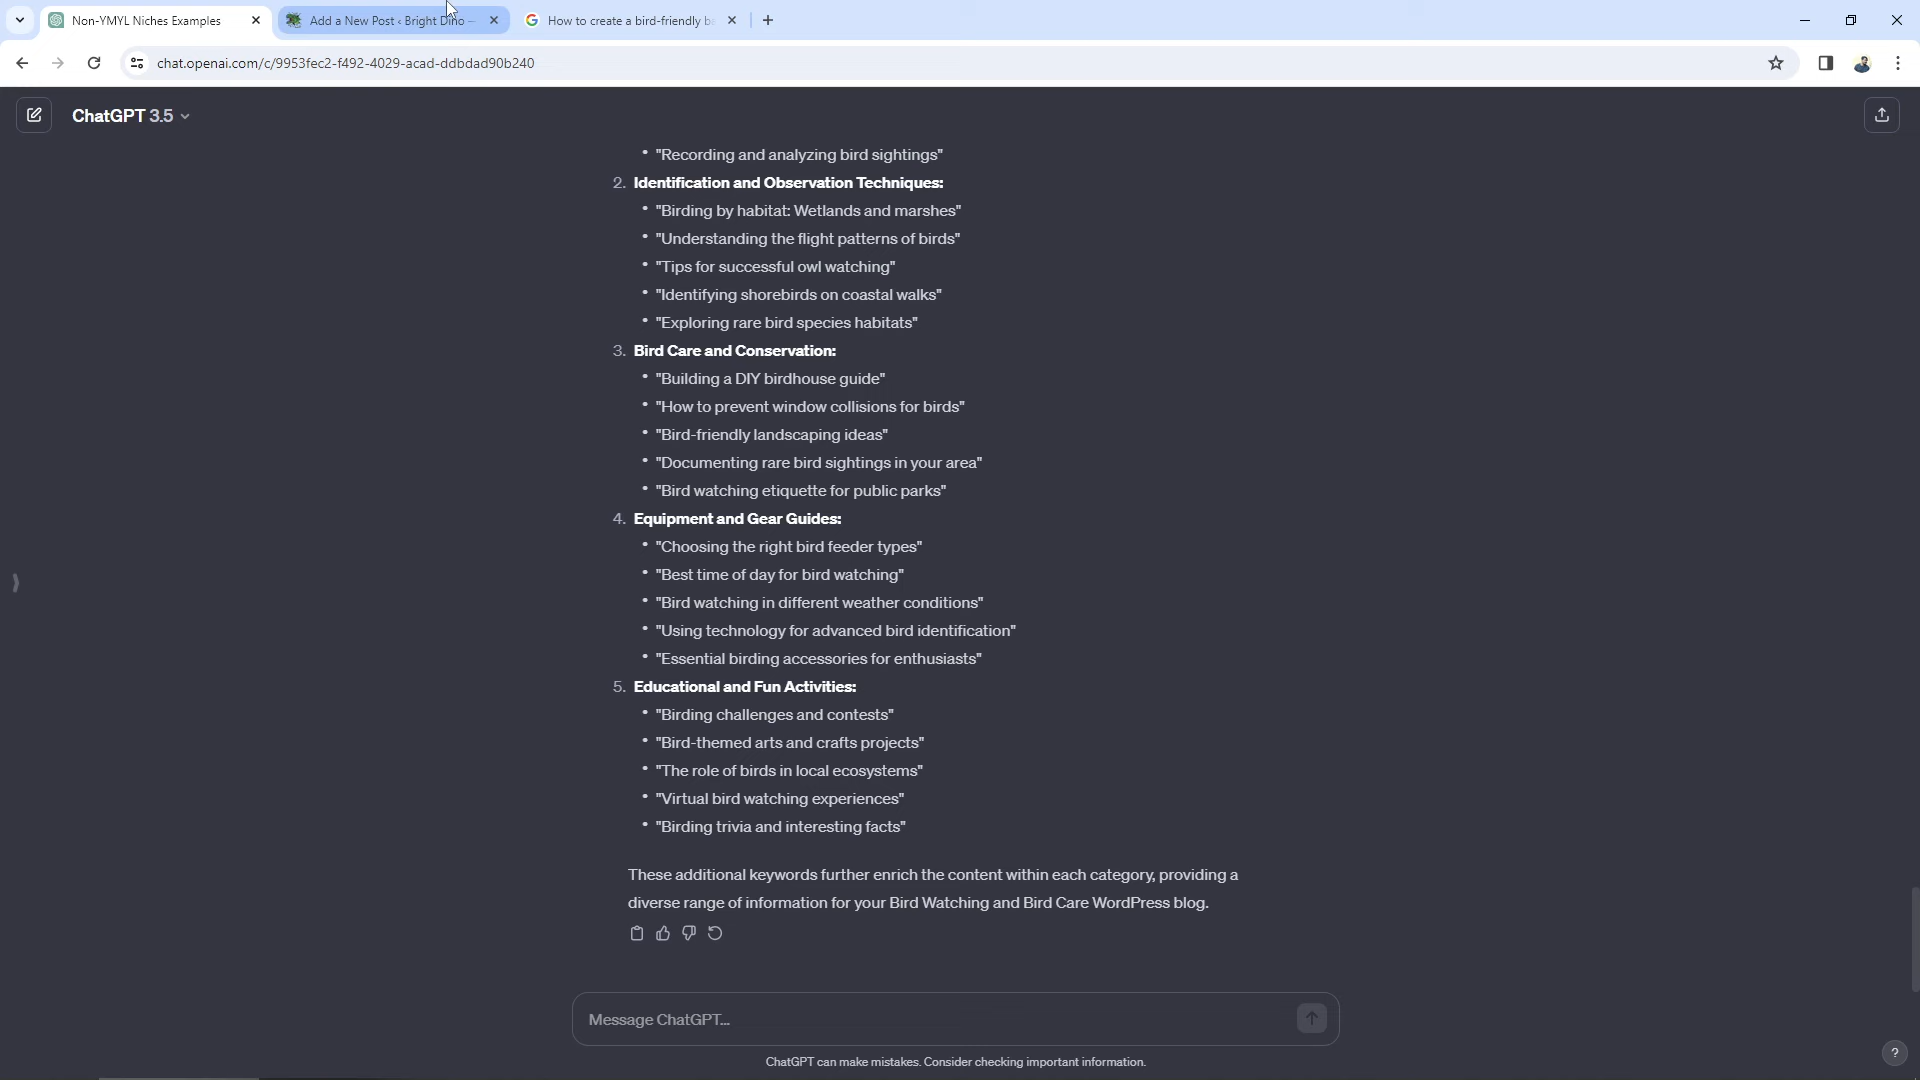 Non-YMYL Niches Examples
Add a New Post ‹ Bright Dino —
How to create a bird-friendly b
chat.openai.com/c/9953fec2-f492-4029-acad-ddbdad90b240
ChatGPT 3.5
• "Recording and analyzing bird sightings"
2. Identification and Observation Techniques:
• "Birding by habitat: Wetlands and marshes"
• "Understanding the flight patterns of birds"
• "Tips for successful owl watching"
• "Identifying shorebirds on coastal walks"
• "Exploring rare bird species habitats"
3. Bird Care and Conservation:
• "Building a DIY birdhouse guide"
• "How to prevent window collisions for birds"
• "Bird-friendly landscaping ideas"
• "Documenting rare bird sightings in your area"
• "Bird watching etiquette for public parks"
4. Equipment and Gear Guides:
• "Choosing the right bird feeder types"
• "Best time of day for bird watching"
• "Bird watching in different weather conditions"
• "Using technology for advanced bird identification"
• "Essential birding accessories for enthusiasts"
5. Educational and Fun Activities:
• "Birding challenges and contests"
• "Bird-themed arts and crafts projects"
• "The role of birds in local ecosystems"
• "Virtual bird watching experiences"
• "Birding trivia and interesting facts"
These additional keywords further enrich the content within each category, providing a
diverse range of information for your Bird Watching and Bird Care WordPress blog.
Message ChatGPT...
ChatGPT can make mistakes. Consider checking important information.
?